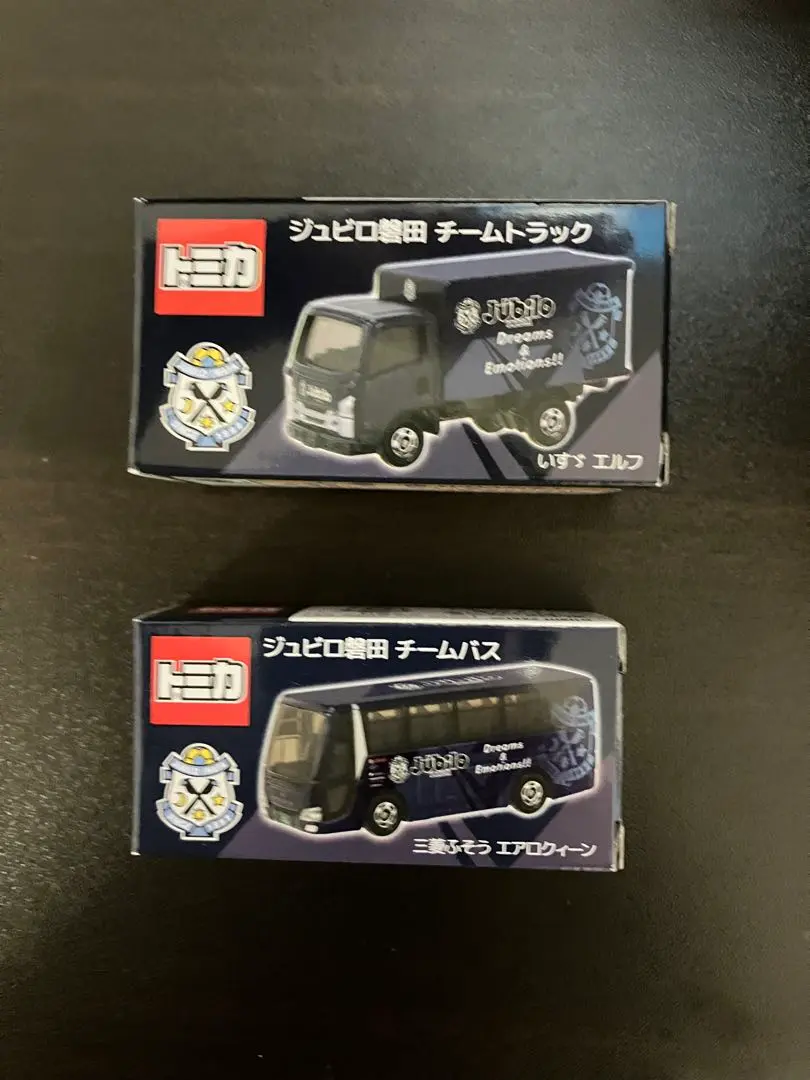 トミカ
ジュビロ磐田 チームトラック
Jubilo
Dreams
&
Emotions!!
いすゞ エルフ
トミカ
ジュビロ磐田 チームバス
Jubilo
Dreams
&
Emotions!!
三菱ふそう エアロクィーン